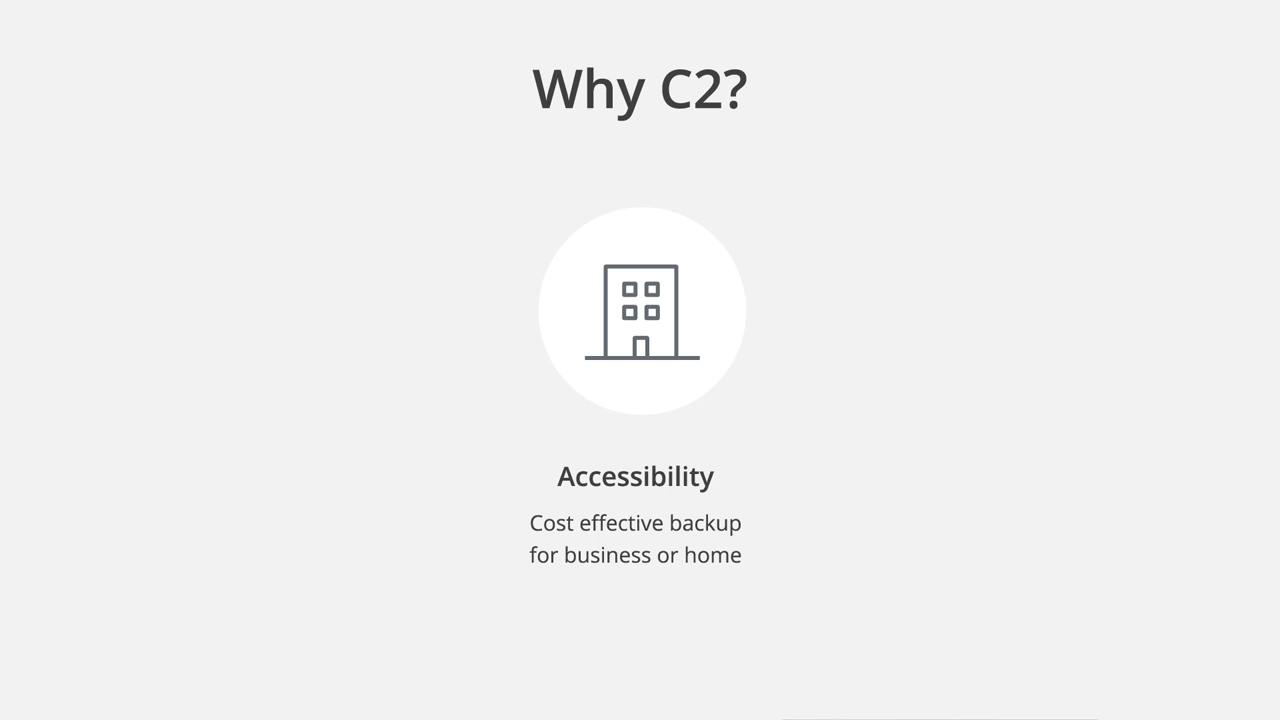 Why C2?
Accessibility
Cost effective backup
for business or home